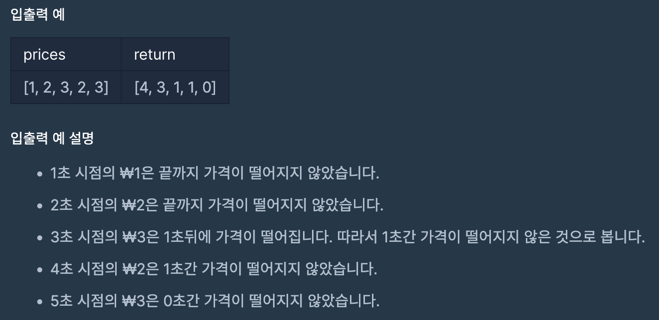 입출력 예
prices return
[1, 2, 3, 2, 3] [4, 3, 1, 1, 0]
입출력 예 설명
• 1초 시점의 ₩1은 끝까지 가격이 떨어지지 않았습니다.
• 2초 시점의 ₩2은 끝까지 가격이 떨어지지 않았습니다.
• 3초 시점의 ₩3은 1초뒤에 가격이 떨어집니다. 따라서 1초간 가격이 떨어지지 않은 것으로 봅니다.
• 4초 시점의 ₩2은 1초간 가격이 떨어지지 않았습니다.
• 5초 시점의 ₩3은 0초간 가격이 떨어지지 않았습니다.